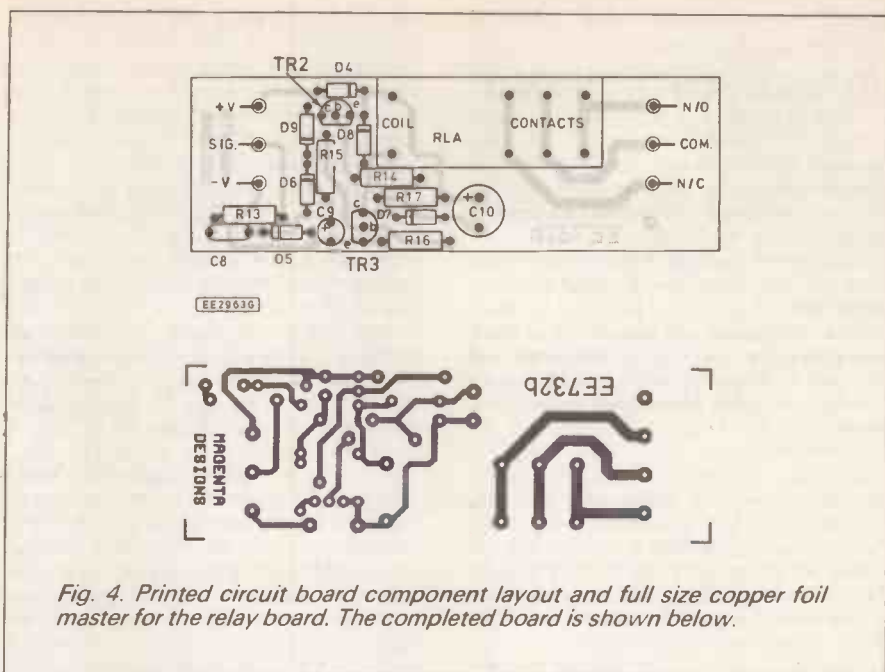 TR2
D4
+V
c b e
COIL
RLA
CONTACTS
N/O
SIG.
D9
D8
COM.
R15
-V
D6
R14
N/C
R13
C9
c
R17
D7
+
C10
+
b
C8
D5
e
R16
TR3
EE2963G
EE732b
MAGENTA
DESIGNS
Fig. 4. Printed circuit board component layout and full size copper foil
master for the relay board. The completed board is shown below.